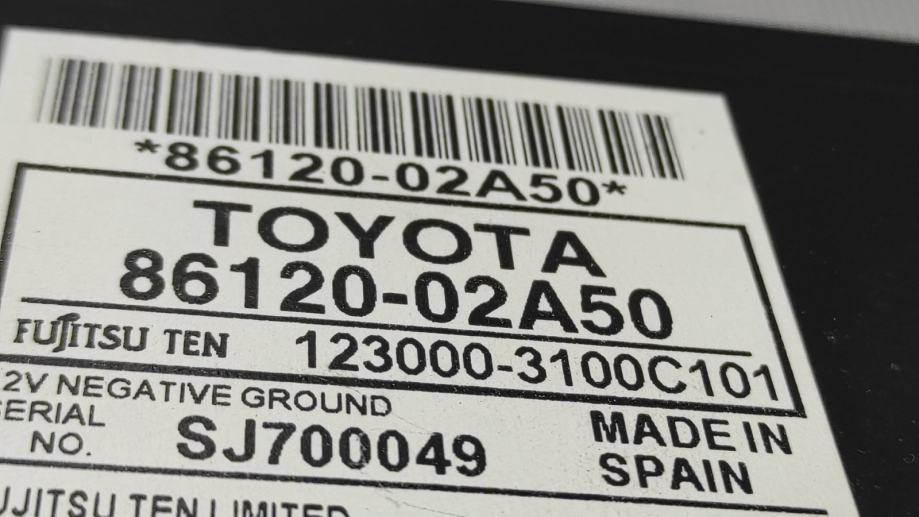 *86120-02A50*
TOYOTA
86120-02A50
FUJITSU TEN 123000-3100C101
2V NEGATIVE GROUND
SERIAL NO. SJ700049
MADE IN
SPAIN
UJITSU TEN LIMITED